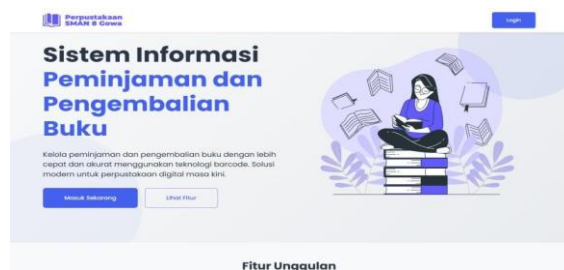 Perpustakaan
SMAN 8 Gowa
Login
Sistem Informasi
Peminjaman dan
Pengembalian
Buku
Kelola peminjaman dan pengembalian buku dengan lebih
cepat dan akurat menggunakan teknologi barcode. Solusi
modern untuk perpustakaan digital masa kini.
Masuk Sekarang
Lihat Fitur
Fitur Unggulan